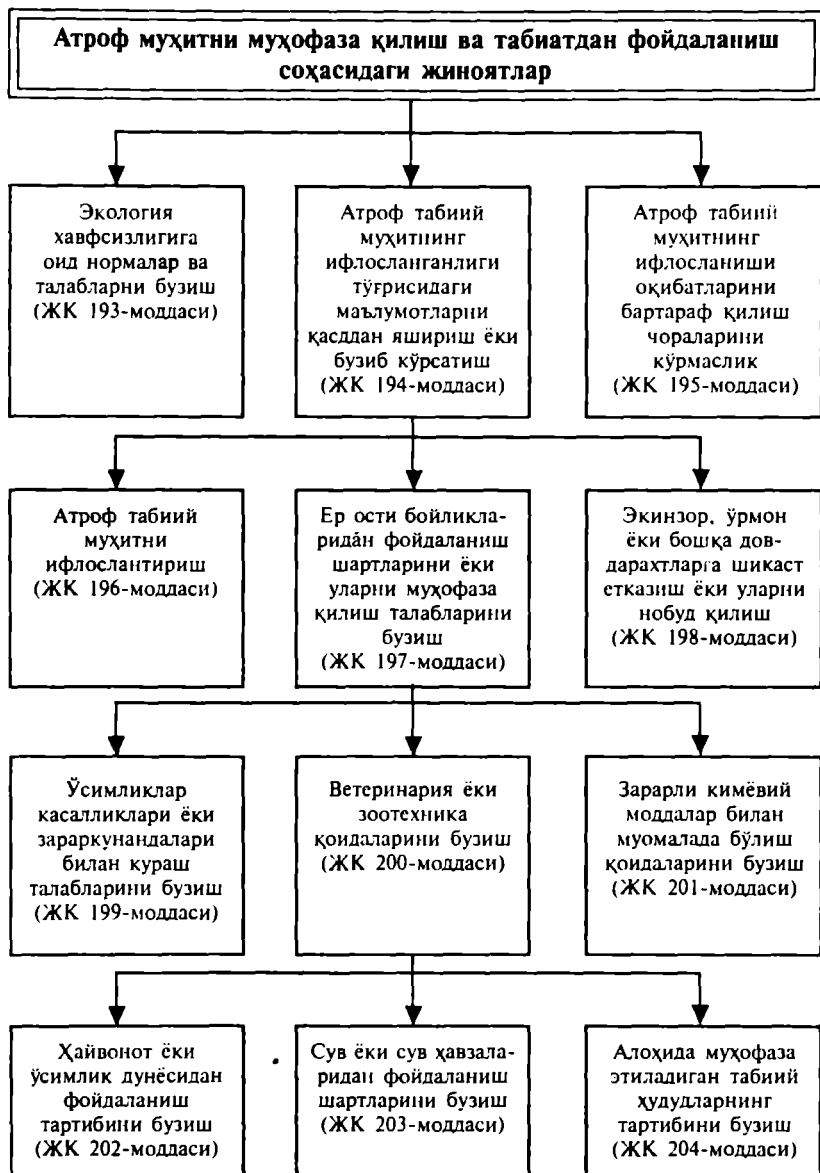 Атроф муҳитни муҳофаза қилиш ва табиатдан фойдаланиш
соҳасидаги жиноятлар
Экология
хавфсизлигига
оид нормалар ва
талабларни бузиш
(ЖК 193-моддаси)
Атроф табиий
муҳитнинг
ифлосланганлиги
тўғрисидаги
маълумотларни
қасддан яшириш ёки
бузиб кўрсатиш
(ЖК 194-моддаси)
Атроф табиий
муҳитнинг
ифлосланиши
оқибатларини
бартараф қилиш
чораларини
кўрмаслик
(ЖК 195-моддаси)
Атроф табиий
муҳитни
ифлослантириш
(ЖК 196-моддаси)
Ер ости бойликла-
ридан фойдаланиш
шартларини ёки
уларни муҳофаза
қилиш талабларини
бузиш
(ЖК 197-моддаси)
Экинзор, ўрмон
ёки бошқа дов-
дарахтларга шикаст
етказиш ёки уларни
нобуд қилиш
(ЖК 198-моддаси)
Ўсимликлар
касалликлари ёки
зараркунандалари
билан кураш
талабларини бузиш
(ЖК 199-моддаси)
Ветеринария ёки
зоотехника
қоидаларини бузиш
(ЖК 200-моддаси)
Зарарли кимёвий
моддалар билан
муомалада бўлиш
қоидаларини бузиш
(ЖК 201-моддаси)
Ҳайвонот ёки
ўсимлик дунёсидан
фойдаланиш
тартибини бузиш
(ЖК 202-моддаси)
Сув ёки сув ҳавзала-
ридан фойдаланиш
шартларини бузиш
(ЖК 203-моддаси)
Алоҳида муҳофаза
этиладиган табиий
ҳудудларнинг
тартибини бузиш
(ЖК 204-моддаси)